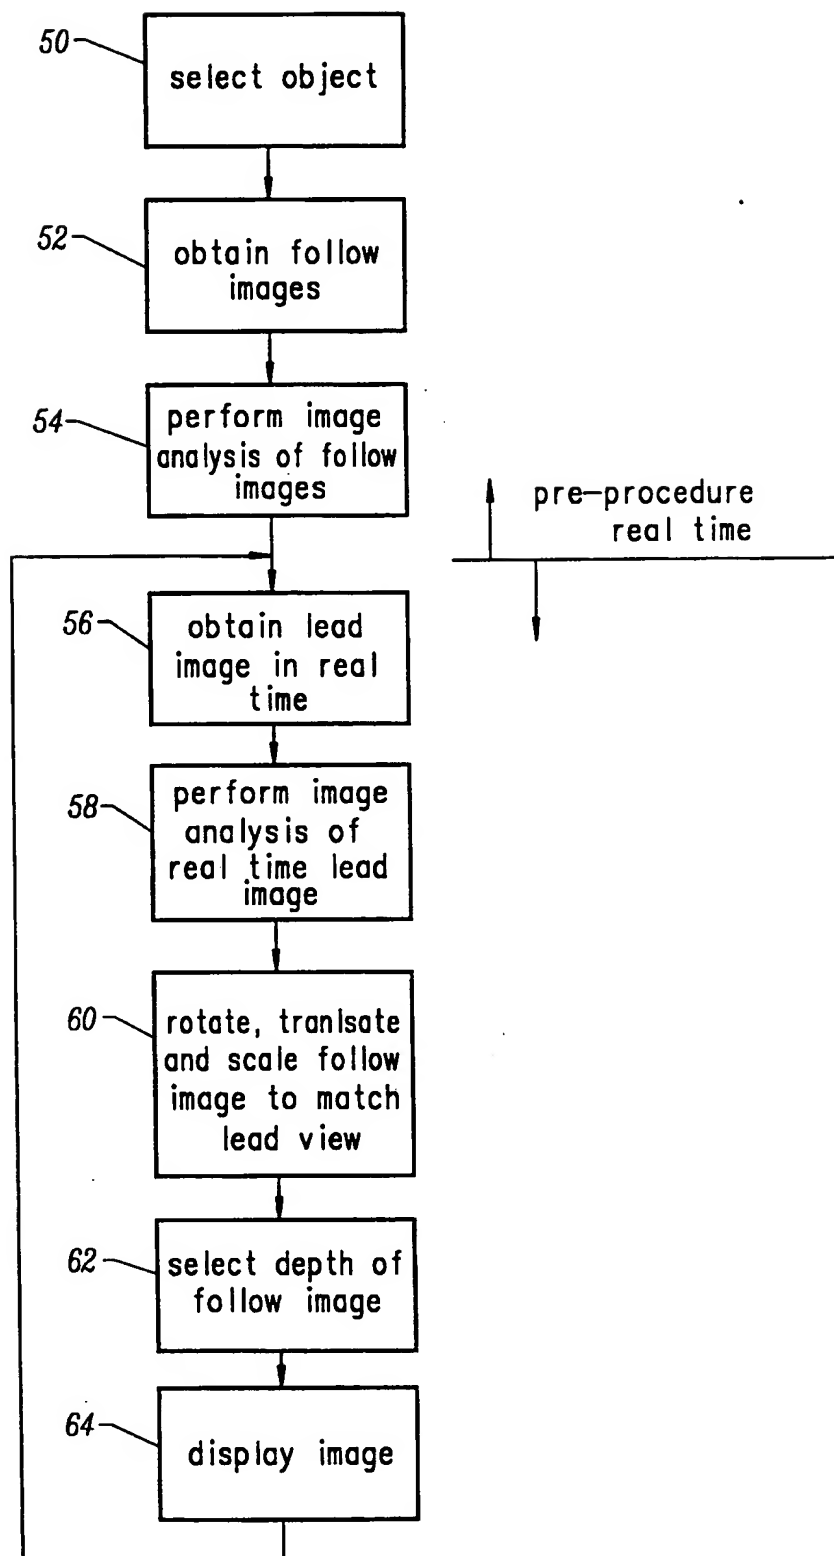 50
select object
52
obtain follow
images
54
perform image
analysis of follow
images
pre-procedure
real time
56
obtain lead
image in real
time
58
perform image
analysis of
real time lead
image
60
rotate, tranlsate
and scale follow
image to match
lead view
62
select depth of
follow image
64
display image